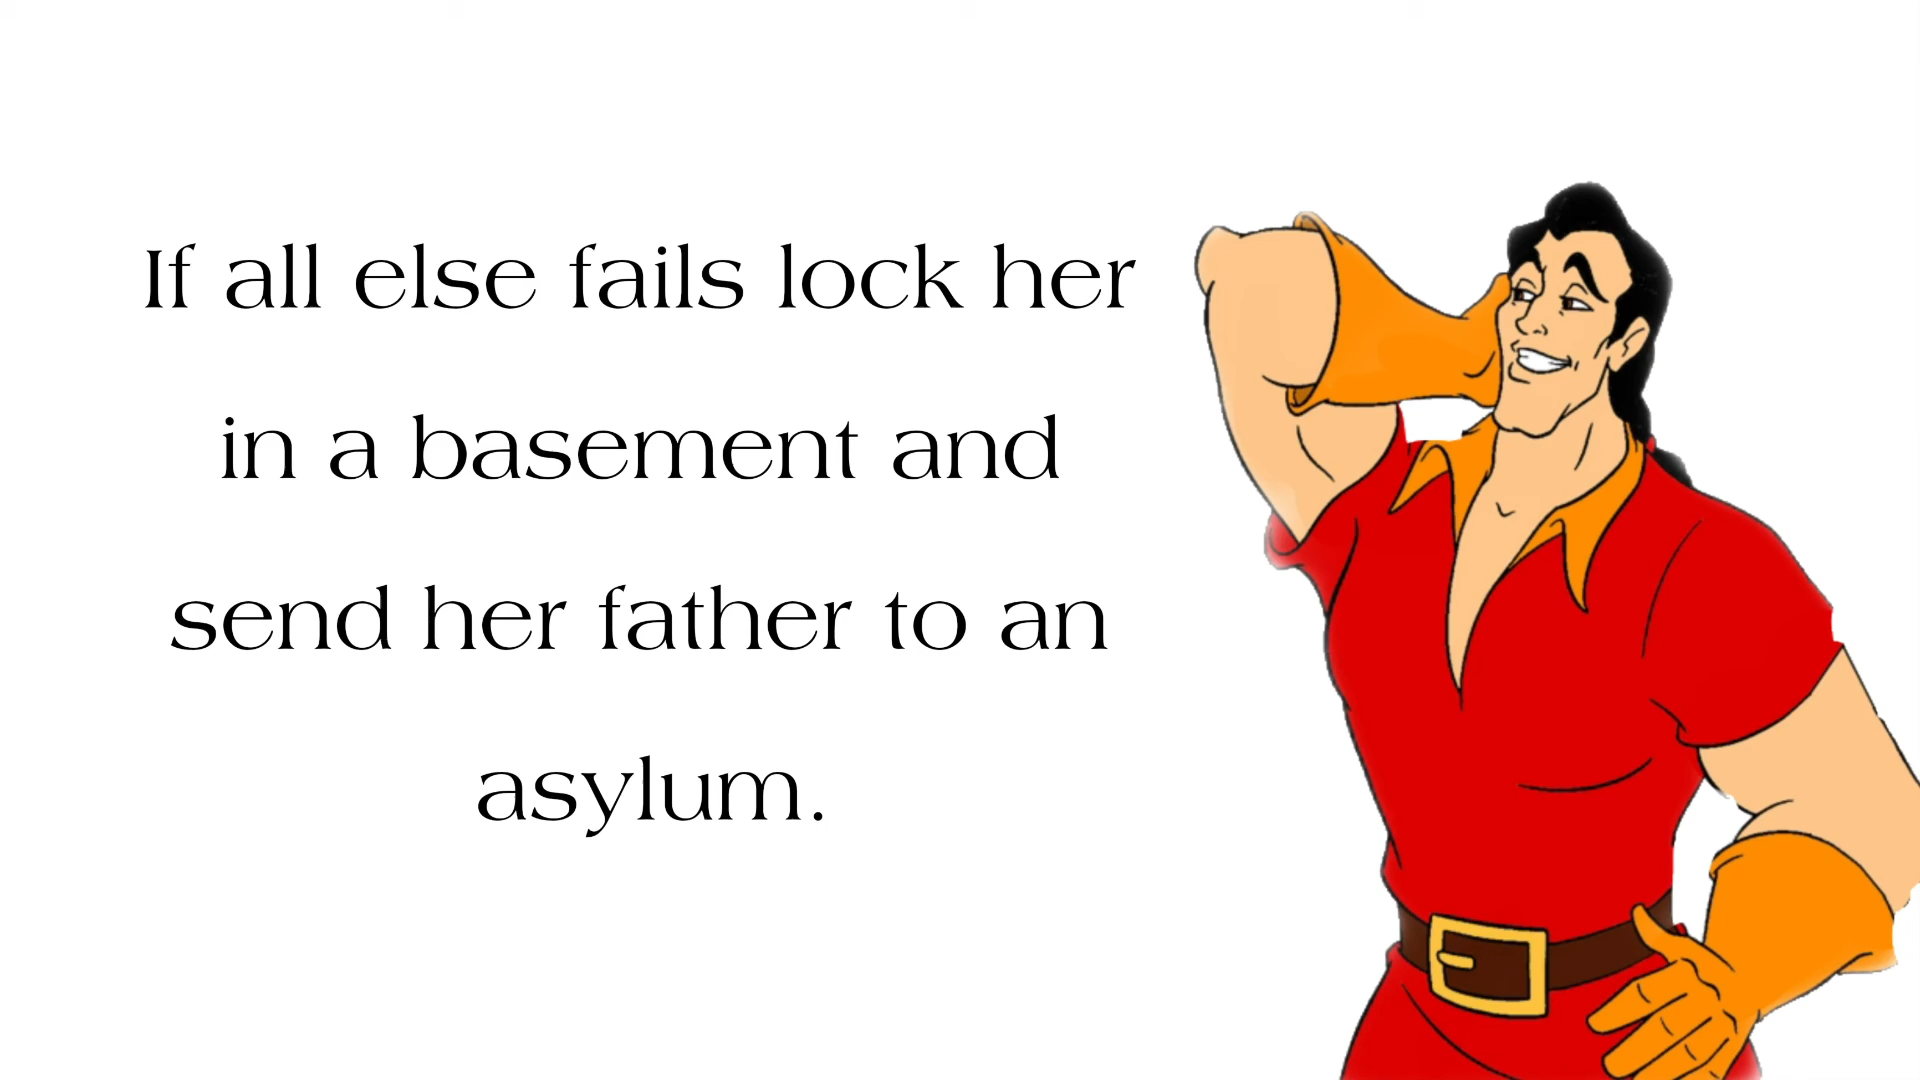 If all else fails lock her
in a basement and
send her father to an
asylum.